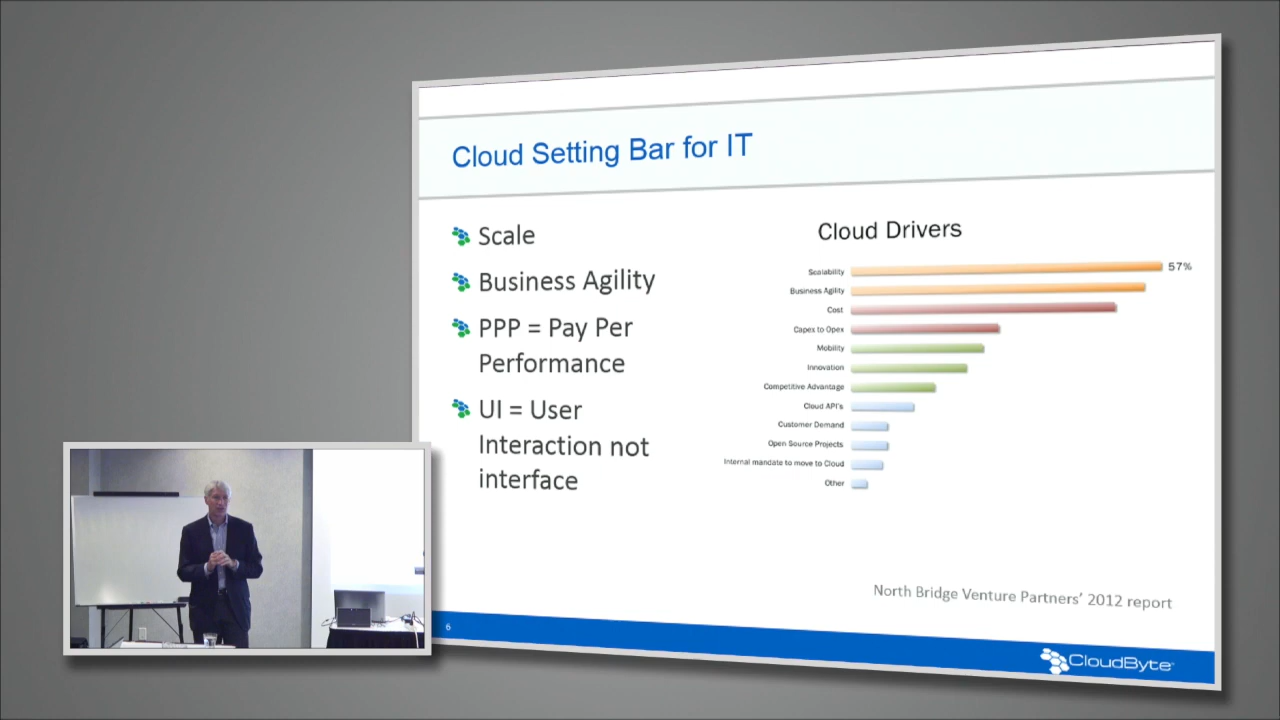 Cloud Setting Bar for IT
Scale
Business Agility
PPP = Pay Per
Performance
UI = User
Interaction not
interface
Cloud Drivers
Scalability
57%
Business Agility
Cost
Capex to Opex
Mobility
Innovation
Competitive Advantage
Cloud API's
Customer Demand
Open Source Projects
Internal mandate to move to Cloud
Other
North Bridge Venture Partners' 2012 report
6
CloudByte